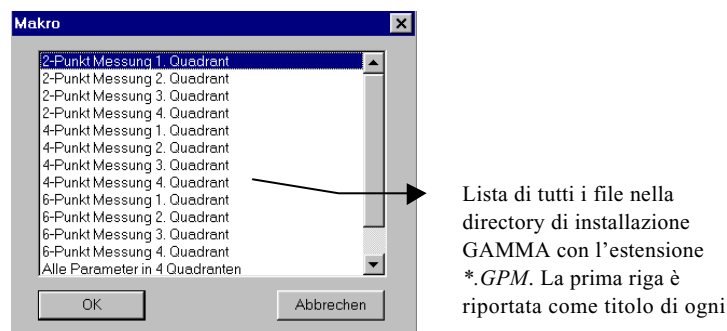 Makro
2-Punkt Messung 1. Quadrant
2-Punkt Messung 2. Quadrant
2-Punkt Messung 3. Quadrant
2-Punkt Messung 4. Quadrant
4-Punkt Messung 1. Quadrant
4-Punkt Messung 2. Quadrant
4-Punkt Messung 3. Quadrant
4-Punkt Messung 4. Quadrant
6-Punkt Messung 1. Quadrant
6-Punkt Messung 2. Quadrant
6-Punkt Messung 3. Quadrant
6-Punkt Messung 4. Quadrant
Alle Parameter in 4 Quadranten
OK
Abbrechen
Lista di tutti i file nella
directory di installazione
GAMMA con l’estensione
*.GPM. La prima riga è
riportata come titolo di ogni